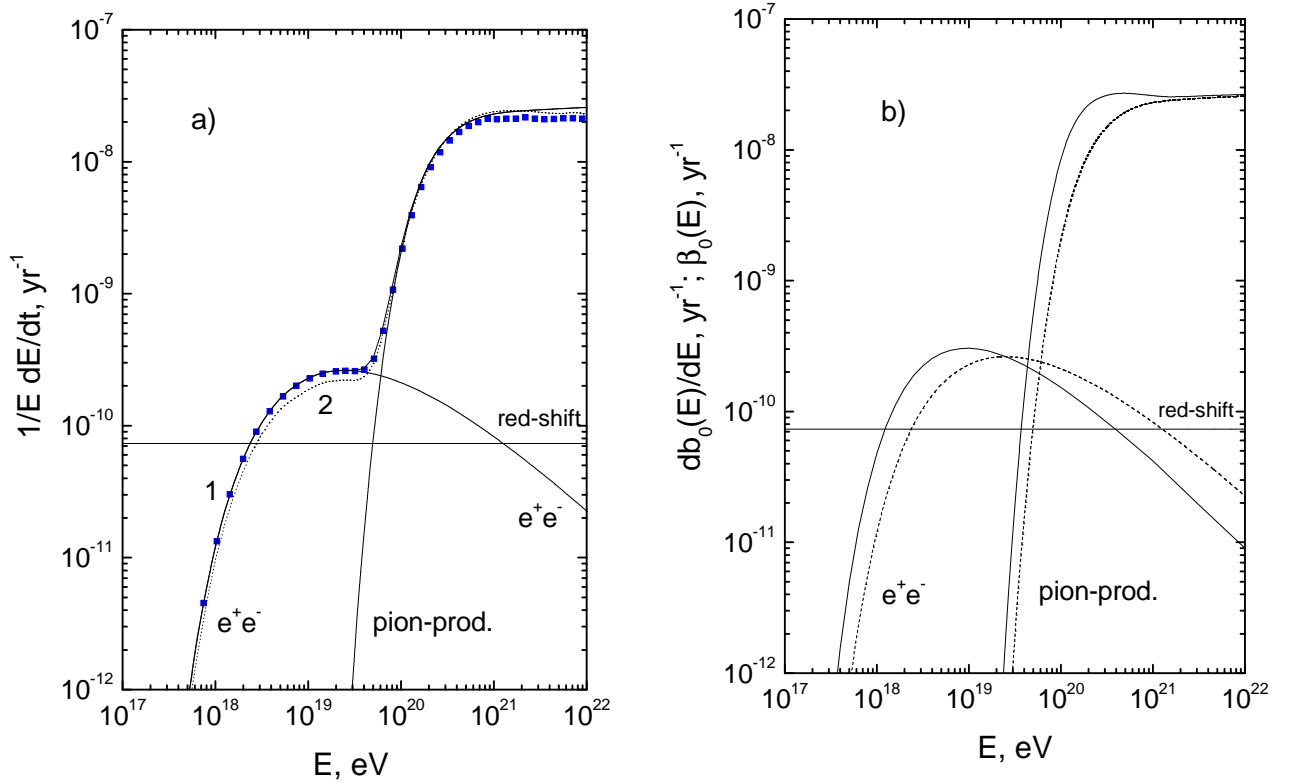 a)
1/E dE/dt, yr⁻¹
10⁻⁷
10⁻⁸
10⁻⁹
10⁻¹⁰
10⁻¹¹
10⁻¹²
2
red-shift
1
e⁺e⁻
e⁺e⁻
pion-prod.
10¹⁷ 10¹⁸ 10¹⁹ 10²⁰ 10²¹ 10²²
E, eV
b)
db₀(E)/dE, yr⁻¹; β₀(E), yr⁻¹
10⁻⁷
10⁻⁸
10⁻⁹
10⁻¹⁰
10⁻¹¹
10⁻¹²
red-shift
e⁺e⁻
pion-prod.
10¹⁷ 10¹⁸ 10¹⁹ 10²⁰ 10²¹ 10²²
E, eV